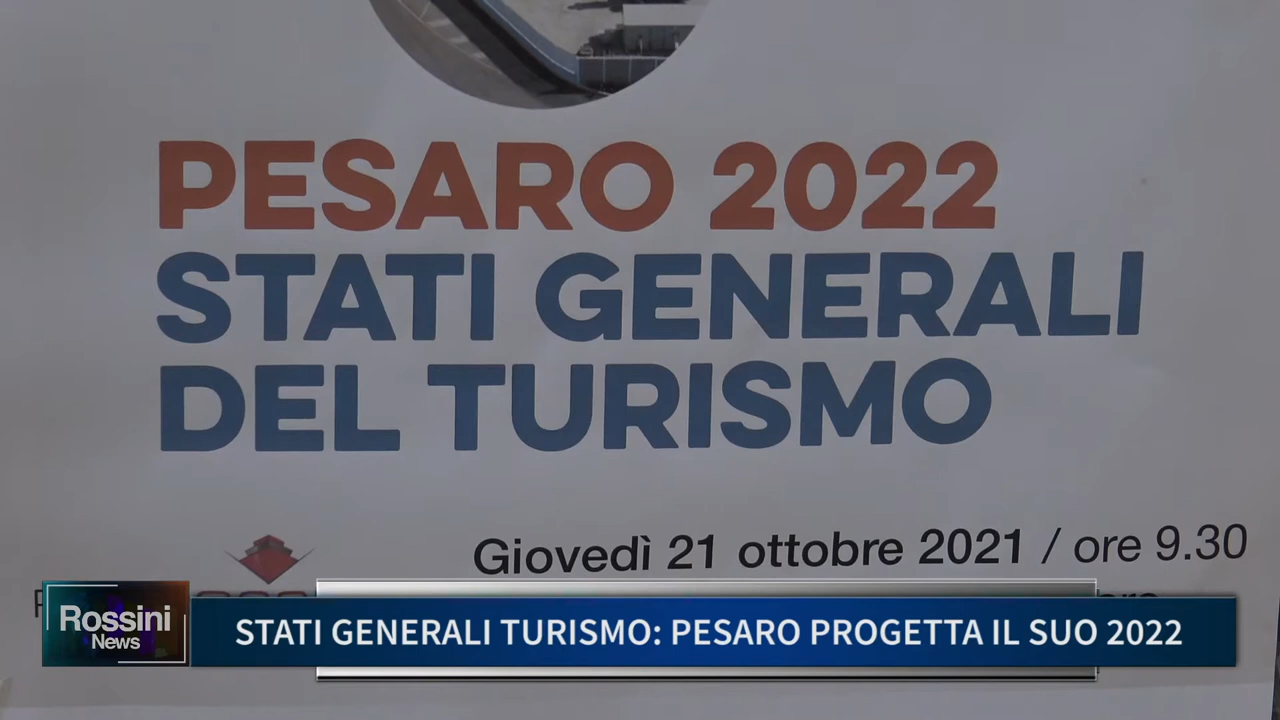 PESARO 2022
STATI GENERALI
DEL TURISMO
Giovedì 21 ottobre 2021 / ore 9.30
Rossini
News
STATI GENERALI TURISMO: PESARO PROGETTA IL SUO 2022